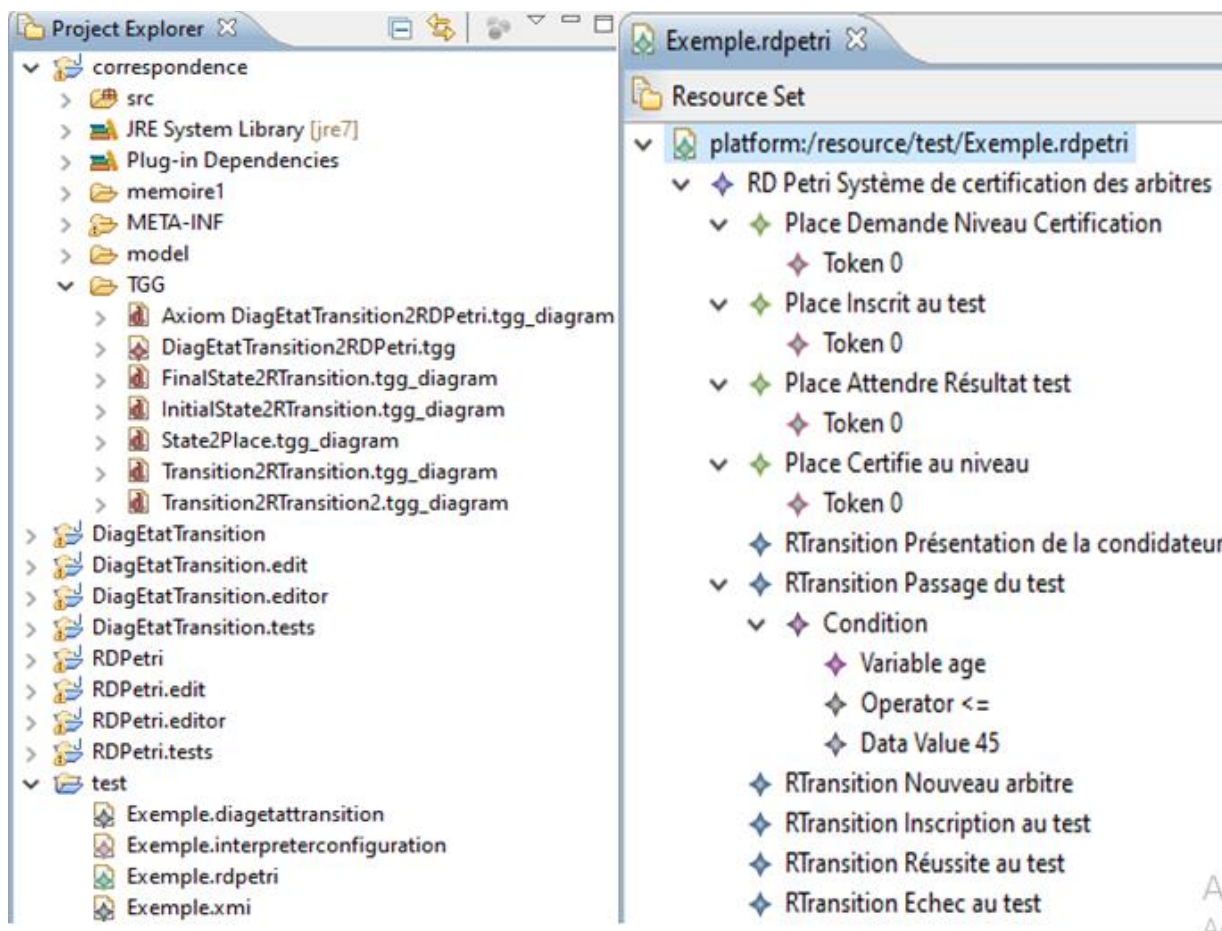 Project Explorer
correspondence
src
JRE System Library [jre7]
Plug-in Dependencies
memoire1
META-INF
model
TGG
Axiom DiagEtatTransition2RDPetri.tgg_diagram
DiagEtatTransition2RDPetri.tgg
FinalState2RTransition.tgg_diagram
InitialState2RTransition.tgg_diagram
State2Place.tgg_diagram
Transition2RTransition.tgg_diagram
Transition2RTransition2.tgg_diagram
DiagEtatTransition
DiagEtatTransition.edit
DiagEtatTransition.editor
DiagEtatTransition.tests
RDPetri
RDPetri.edit
RDPetri.editor
RDPetri.tests
test
Exemple.diagetattransition
Exemple.interpreterconfiguration
Exemple.rdpetri
Exemple.xmi
Exemple.rdpetri
Resource Set
platform:/resource/test/Exemple.rdpetri
RD Petri Système de certification des arbitres
Place Demande Niveau Certification
Token 0
Place Inscrit au test
Token 0
Place Attendre Résultat test
Token 0
Place Certifie au niveau
Token 0
RTransition Présentation de la condidateur
RTransition Passage du test
Condition
Variable age
Operator <=
Data Value 45
RTransition Nouveau arbitre
RTransition Inscription au test
RTransition Réussite au test
RTransition Echec au test